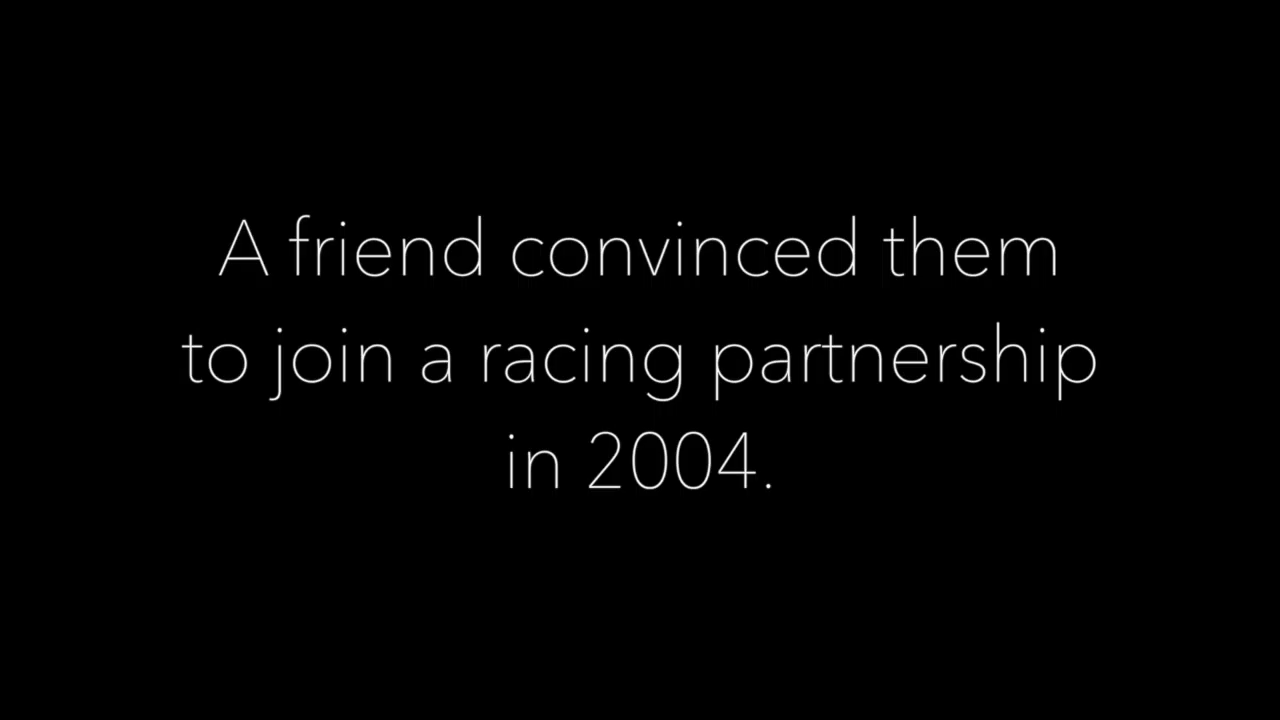 A friend convinced them
to join a racing partnership
in 2004.